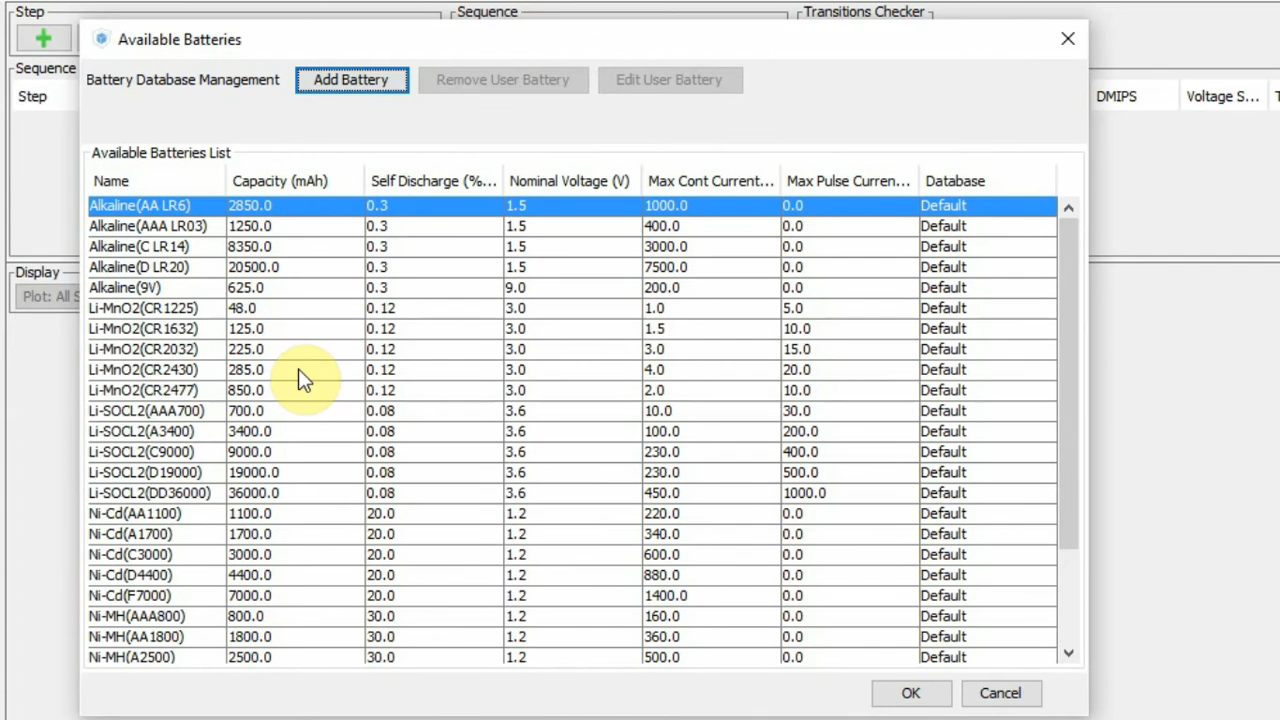 Step
Sequence
Transitions Checker
Available Batteries
Sequence
Battery Database Management
Add Battery
Remove User Battery
Edit User Battery
Step
DMIPS
Voltage S...
Available Batteries List
Name Capacity (mAh) Self Discharge (%... Nominal Voltage (V) Max Cont Current... Max Pulse Curren... Database
Alkaline(AA LR6) 2850.0 0.3 1.5 1000.0 0.0 Default
Alkaline(AAA LR03) 1250.0 0.3 1.5 400.0 0.0 Default
Alkaline(C LR14) 8350.0 0.3 1.5 3000.0 0.0 Default
Alkaline(D LR20) 20500.0 0.3 1.5 7500.0 0.0 Default
Alkaline(9V) 625.0 0.3 9.0 200.0 0.0 Default
Li-MnO2(CR1225) 48.0 0.12 3.0 1.0 5.0 Default
Li-MnO2(CR1632) 125.0 0.12 3.0 1.5 10.0 Default
Li-MnO2(CR2032) 225.0 0.12 3.0 3.0 15.0 Default
Li-MnO2(CR2430) 285.0 0.12 3.0 4.0 20.0 Default
Li-MnO2(CR2477) 850.0 0.12 3.0 2.0 10.0 Default
Li-SOCL2(AAA700) 700.0 0.08 3.6 10.0 30.0 Default
Li-SOCL2(A3400) 3400.0 0.08 3.6 100.0 200.0 Default
Li-SOCL2(C9000) 9000.0 0.08 3.6 230.0 400.0 Default
Li-SOCL2(D19000) 19000.0 0.08 3.6 230.0 500.0 Default
Li-SOCL2(DD36000) 36000.0 0.08 3.6 450.0 1000.0 Default
Ni-Cd(AA1100) 1100.0 20.0 1.2 220.0 0.0 Default
Ni-Cd(A1700) 1700.0 20.0 1.2 340.0 0.0 Default
Ni-Cd(C3000) 3000.0 20.0 1.2 600.0 0.0 Default
Ni-Cd(D4400) 4400.0 20.0 1.2 880.0 0.0 Default
Ni-Cd(F7000) 7000.0 20.0 1.2 1400.0 0.0 Default
Ni-MH(AAA800) 800.0 30.0 1.2 160.0 0.0 Default
Ni-MH(AA1800) 1800.0 30.0 1.2 360.0 0.0 Default
Ni-MH(A2500) 2500.0 30.0 1.2 500.0 0.0 Default
Display
Plot: All
OK
Cancel